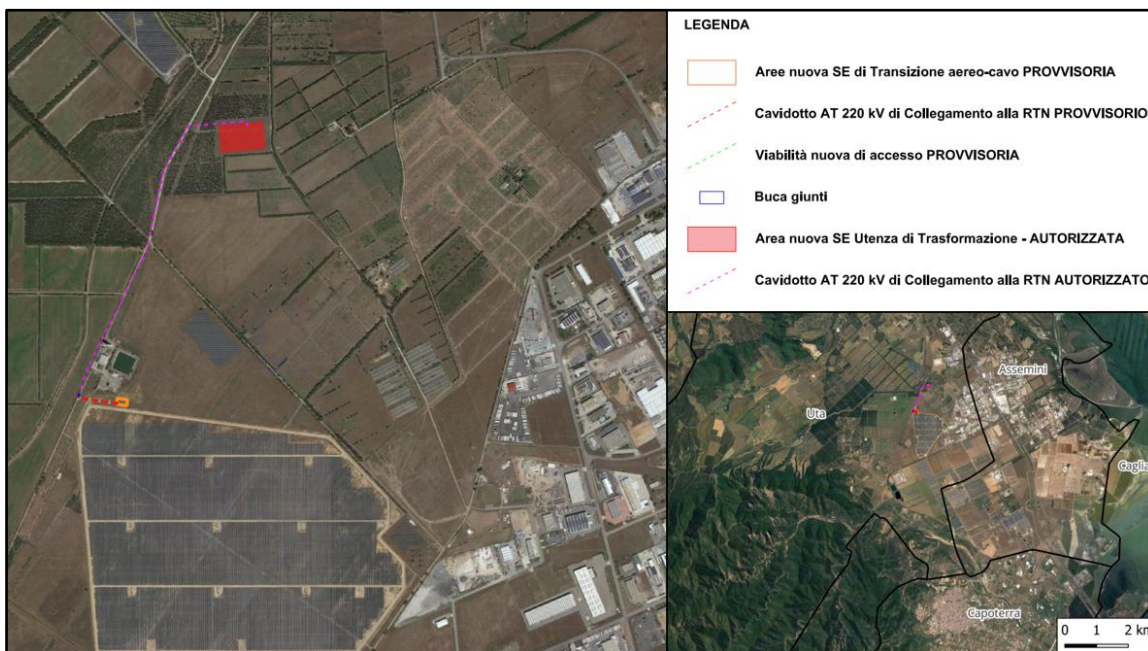 LEGENDA
Aree nuova SE di Transizione aereo-cavo PROVVISORIA
Cavidotto AT 220 kV di Collegamento alla RTN PROVVISORIO
Viabilità nuova di accesso PROVVISORIA
Buca giunti
Area nuova SE Utenza di Trasformazione - AUTORIZZATA
Cavidotto AT 220 kV di Collegamento alla RTN AUTORIZZATO
Assemini
Uta
Caglia
Capoterra
0 1 2 km